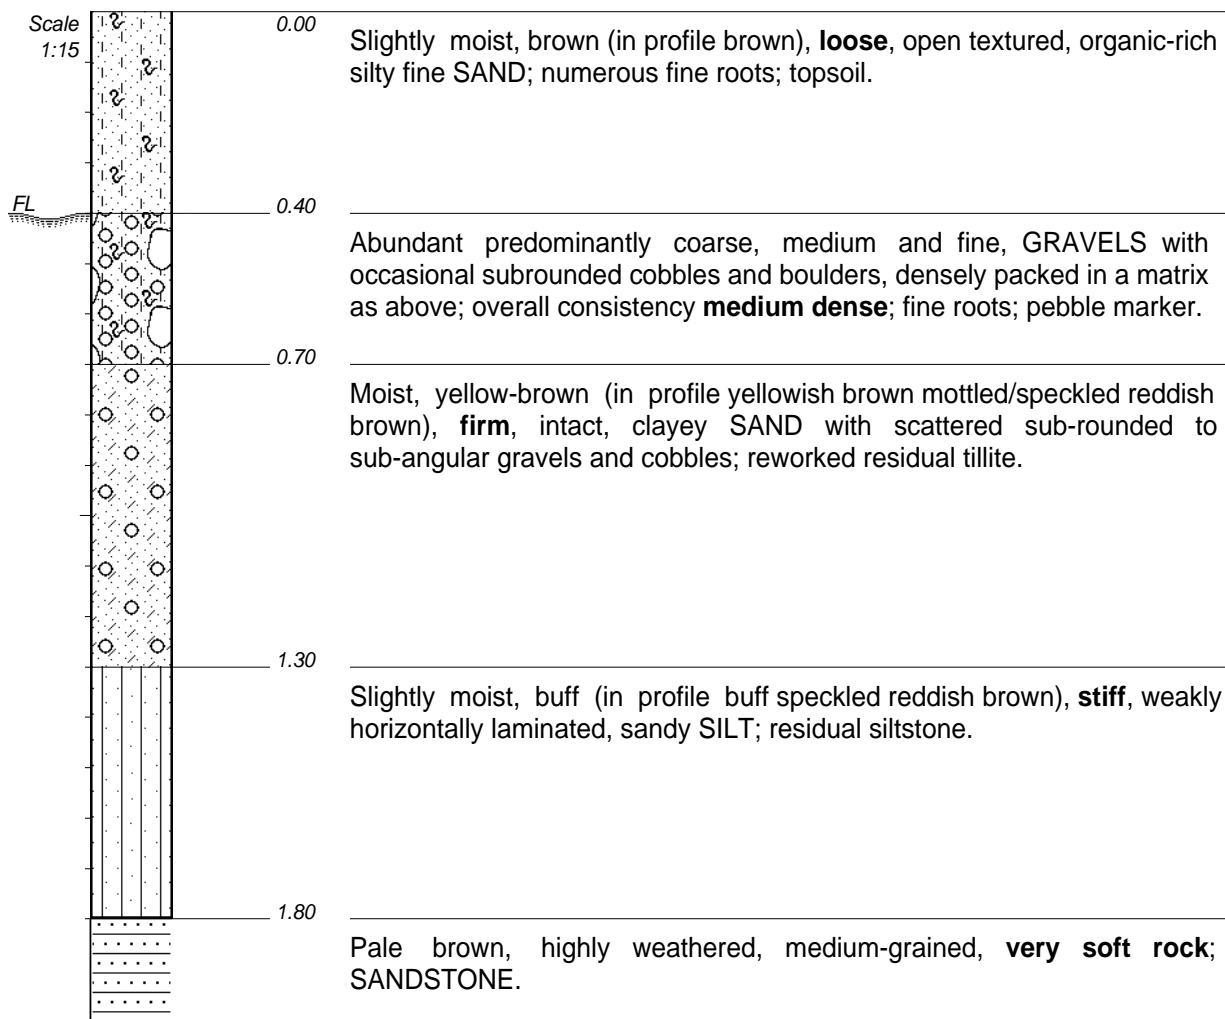 Scale
1:15
0.00
Slightly moist, brown (in profile brown), loose, open textured, organic-rich
silty fine SAND; numerous fine roots; topsoil.
FL
0.40
Abundant predominantly coarse, medium and fine, GRAVELS with
occasional subrounded cobbles and boulders, densely packed in a matrix
as above; overall consistency medium dense; fine roots; pebble marker.
0.70
Moist, yellow-brown (in profile yellowish brown mottled/speckled reddish
brown), firm, intact, clayey SAND with scattered sub-rounded to
sub-angular gravels and cobbles; reworked residual tillite.
1.30
Slightly moist, buff (in profile buff speckled reddish brown), stiff, weakly
horizontally laminated, sandy SILT; residual siltstone.
1.80
Pale brown, highly weathered, medium-grained, very soft rock;
SANDSTONE.